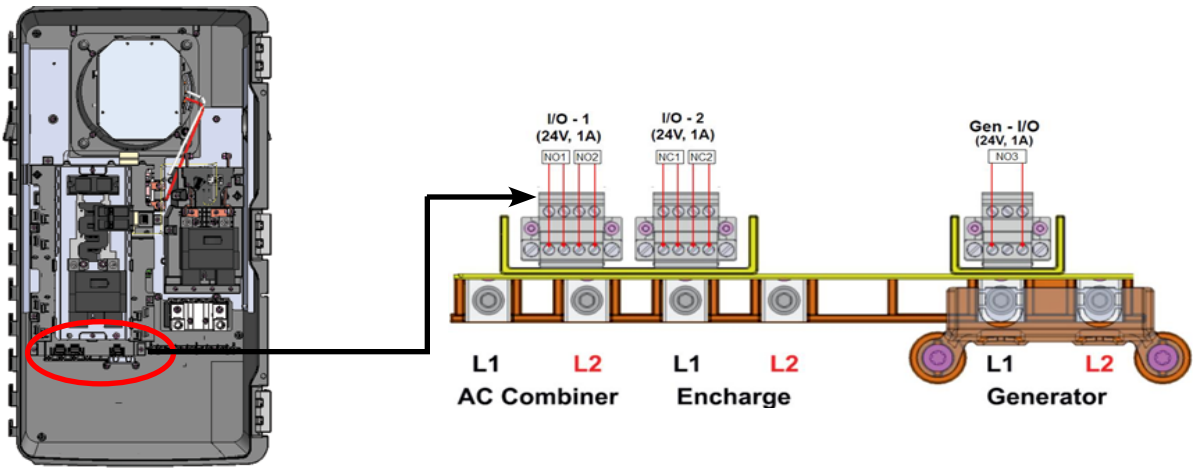 I/O - 1
(24V, 1A)
NO1 NO2
I/O - 2
(24V, 1A)
NC1 NC2
Gen - I/O
(24V, 1A)
NO3
L1 L2 L1 L2 L1 L2
AC Combiner Encharge Generator